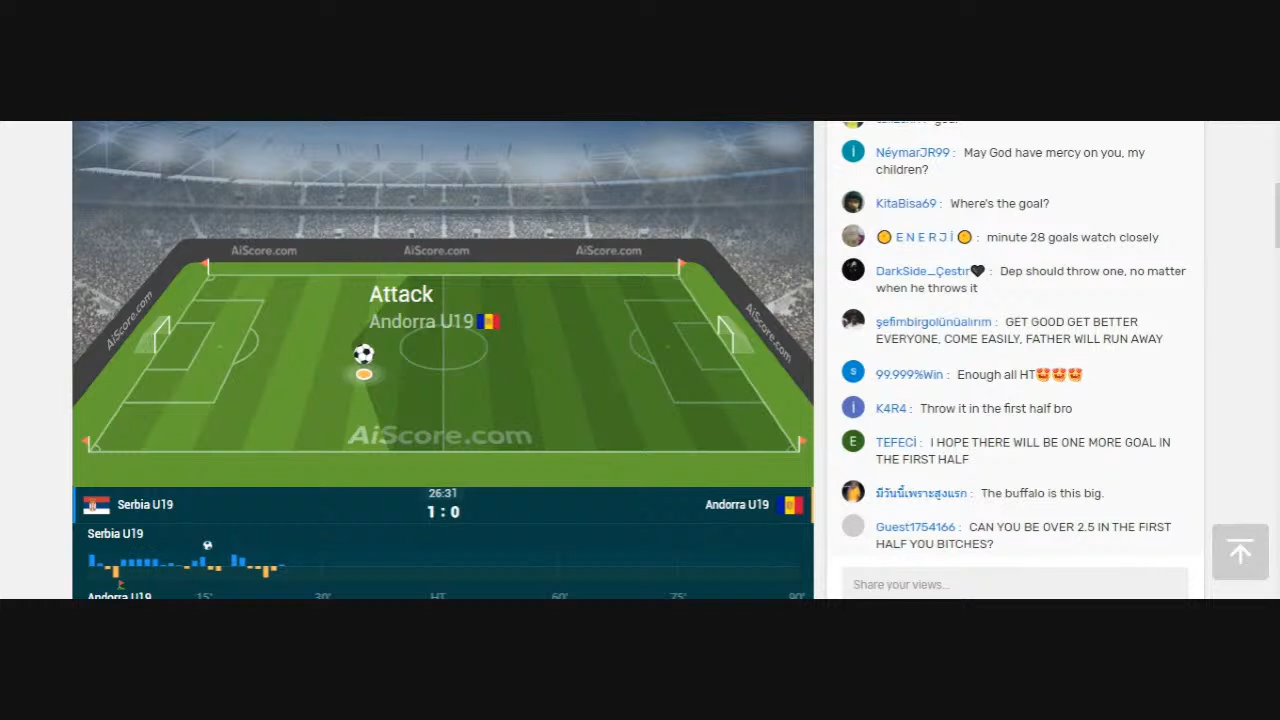 AiScore.com
AiScore.com
AiScore.com
AiScore.com
AiScore.com
Attack
Andorra U19
AiScore.com
26:31
Serbia U19
1 : 0
Andorra U19
Serbia U19
Andorra U19
15'
30'
HT
60'
75'
90'
NéymarJR99 : May God have mercy on you, my
children?
KitaBisa69 : Where's the goal?
E N E R J İ : minute 28 goals watch closely
DarkSide_Çestır🖤 : Dep should throw one, no matter
when he throws it
şefimbirgolünüalırım : GET GOOD GET BETTER
EVERYONE, COME EASILY, FATHER WILL RUN AWAY
s
99.999%Win : Enough all HT
i
K4R4 : Throw it in the first half bro
E
TEFECİ : I HOPE THERE WILL BE ONE MORE GOAL IN
THE FIRST HALF
มีวันนี้เพราะสูงแรก : The buffalo is this big.
Guest1754166 : CAN YOU BE OVER 2.5 IN THE FIRST
HALF YOU BITCHES?
Share your views...